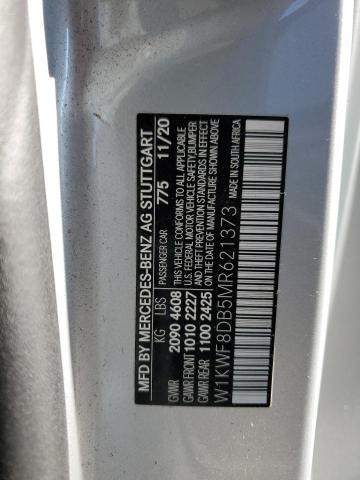 MFD BY MERCEDES-BENZ AG STUTTGART
PASSENGER CAR 775 11/20
KG LBS
GVWR 2090 4608
GAWR FRONT 1010 2227
GAWR REAR 1100 2425
THIS VEHICLE CONFORMS TO ALL APPLICABLE
U.S. FEDERAL MOTOR VEHICLE SAFETY, BUMPER
AND THEFT PREVENTION STANDARDS IN EFFECT
ON THE DATE OF MANUFACTURE SHOWN ABOVE
W1KWF8DB5MR621373
MADE IN SOUTH AFRICA